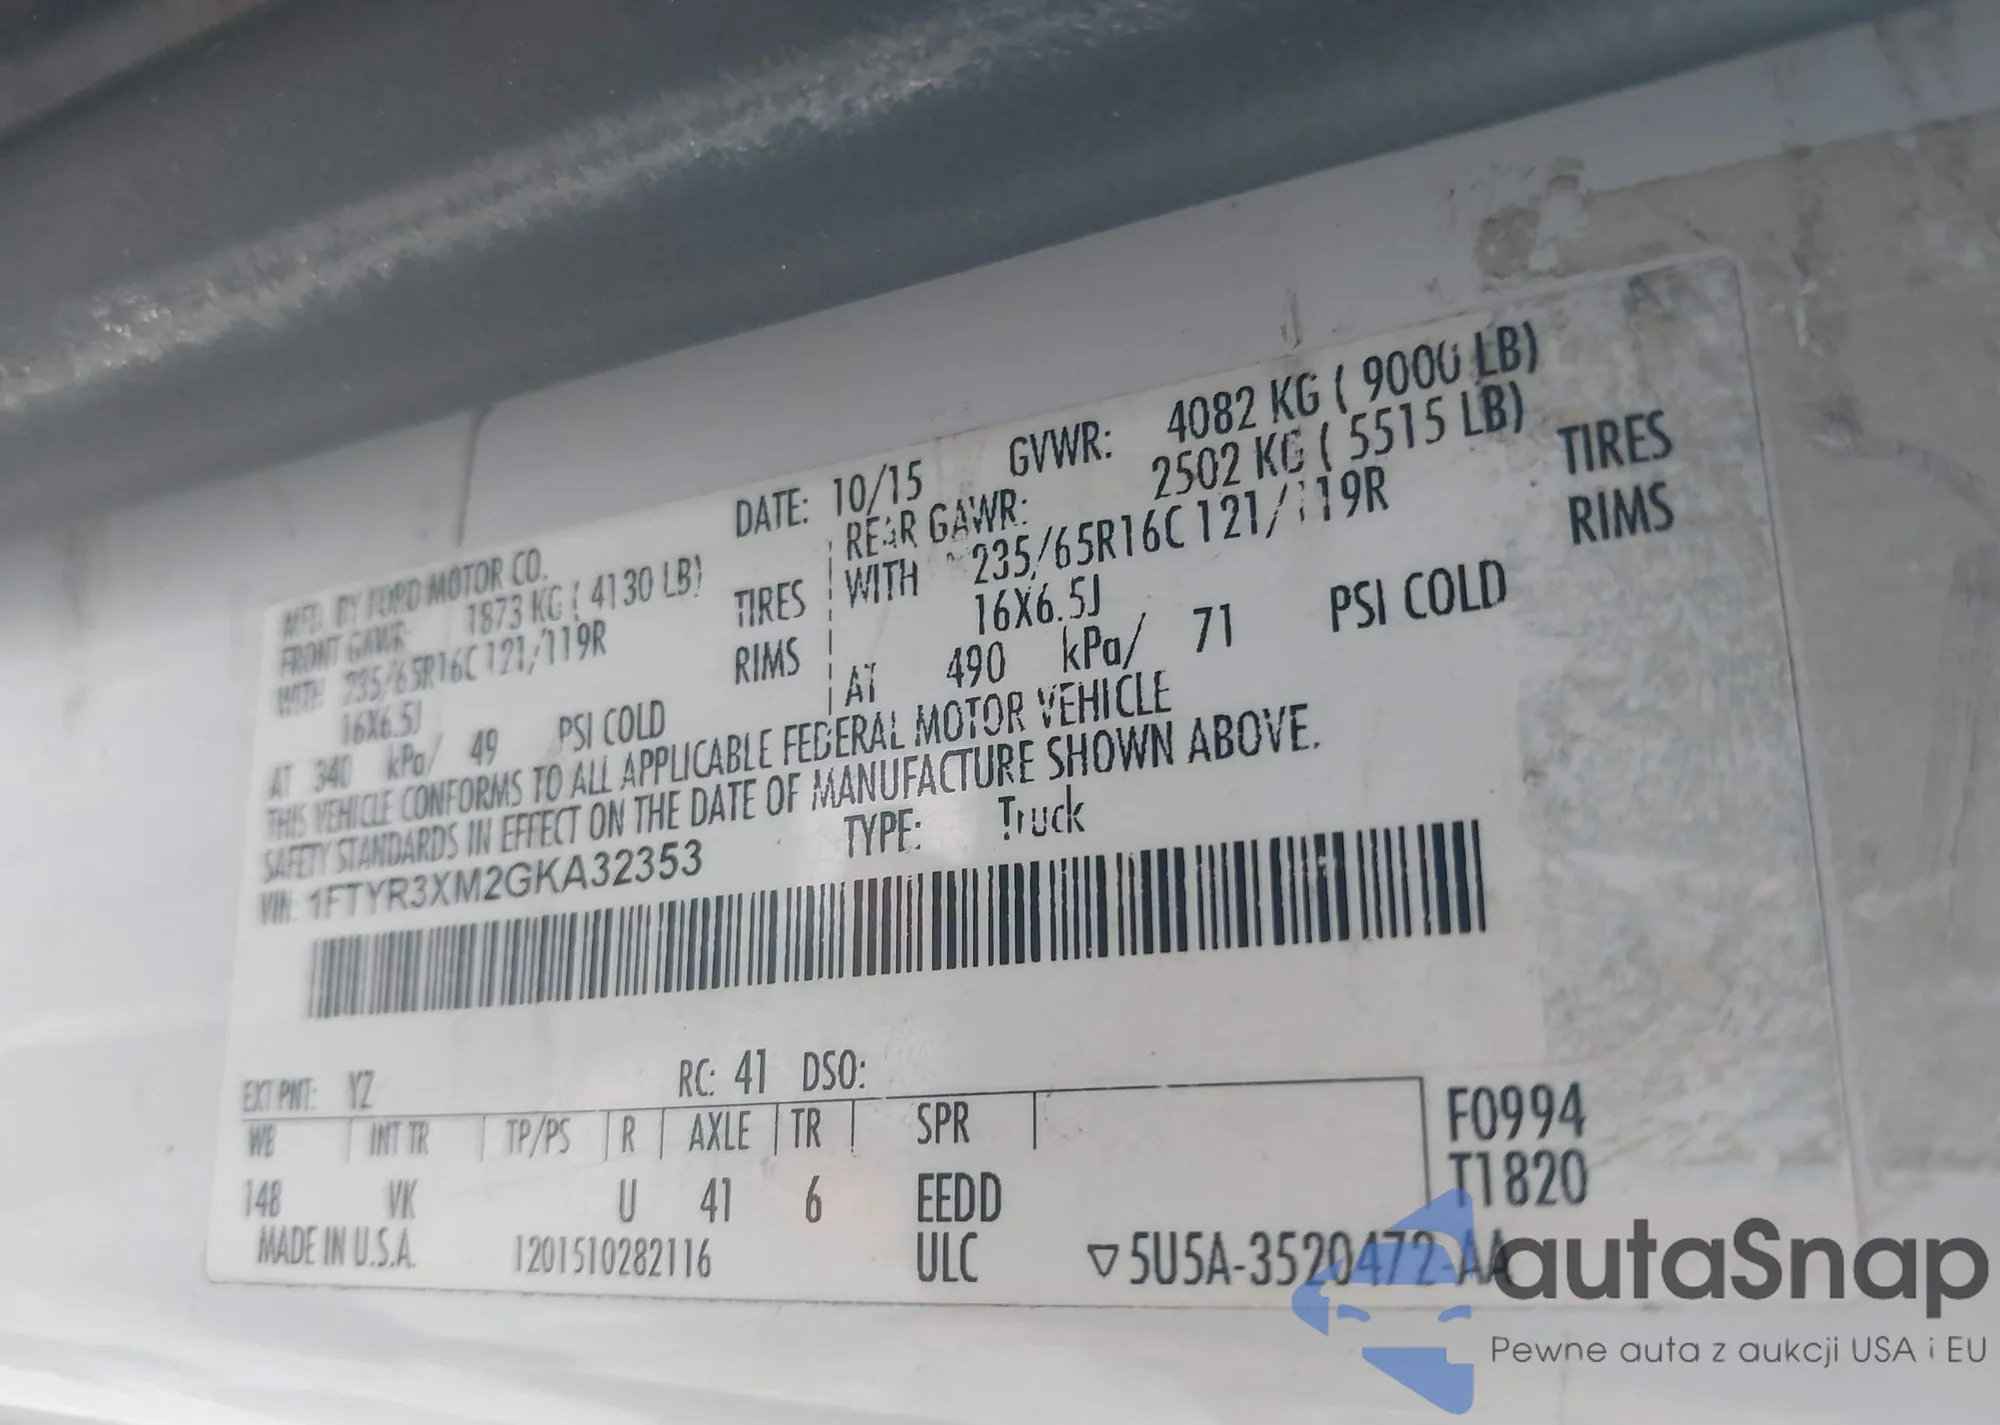 MFD. BY FORD MOTOR CO. DATE: 10/15 GVWR: 4082 KG ( 9000 LB)
FRONT GAWR: 1873 KG ( 4130 LB) REAR GAWR: 2502 KG ( 5515 LB)
WITH 235/65R16C 121/119R TIRES WITH 235/65R16C 121/119R TIRES
16X6.5J RIMS 16X6.5J RIMS
AT 340 kPa/ 49 PSI COLD AT 490 kPa/ 71 PSI COLD
THIS VEHICLE CONFORMS TO ALL APPLICABLE FEDERAL MOTOR VEHICLE
SAFETY STANDARDS IN EFFECT ON THE DATE OF MANUFACTURE SHOWN ABOVE.
VIN: 1FTYR3XM2GKA32353 TYPE: Truck
EXT PNT: YZ RC: 41 DSO:
WB INT TR TP/PS R AXLE TR SPR F0994
148 VK U 41 6 EEDD T1820
MADE IN U.S.A. 1201510282116 ULC ▽5U5A-3520472-AA
autaSnap
Pewne auta z aukcji USA i EU